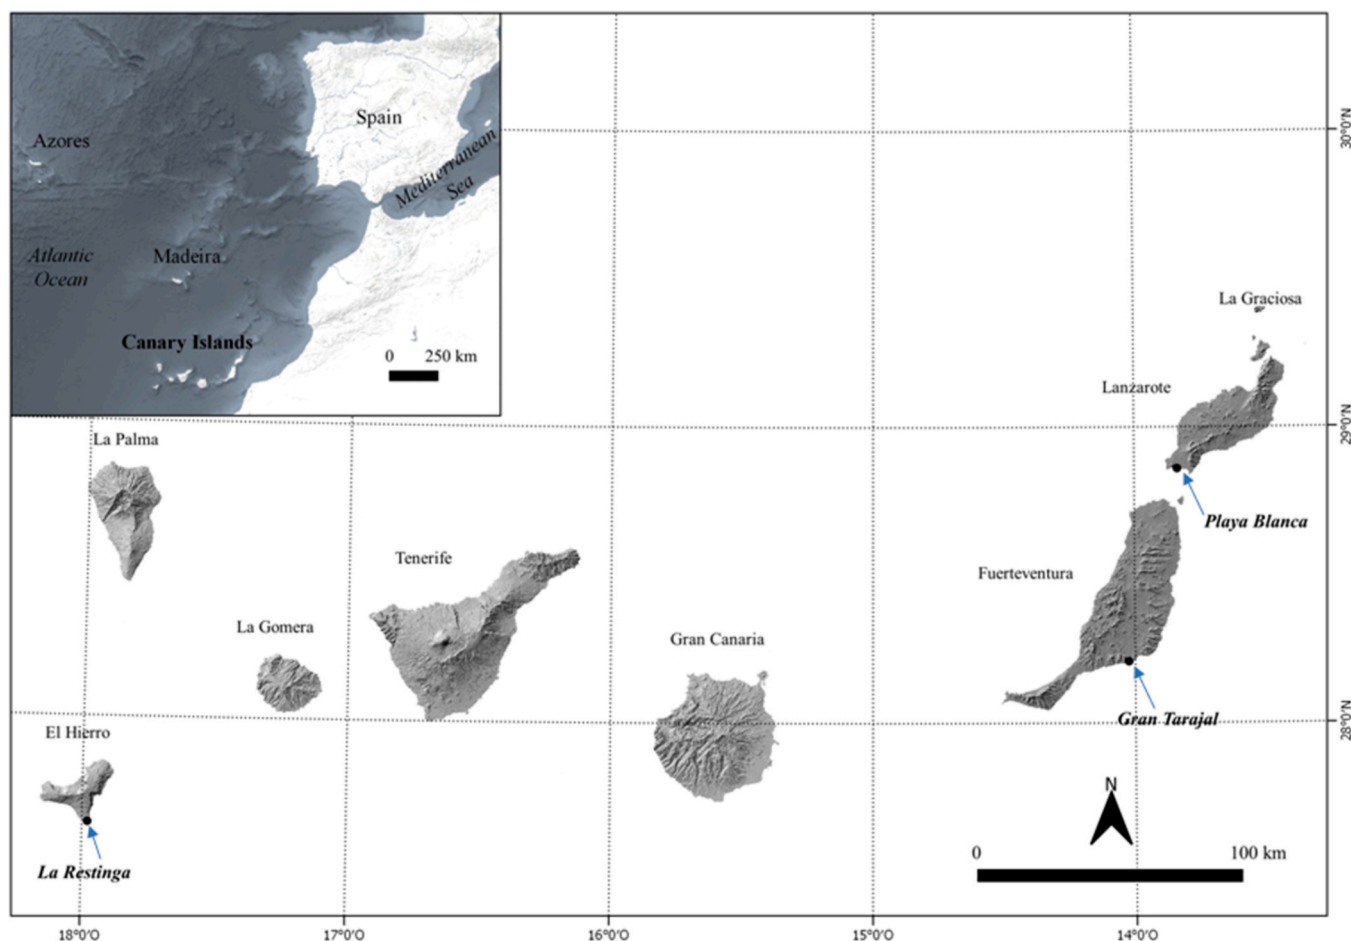 Spain
Azores
Mediterranean
Sea
Atlantic
Ocean
Madeira
Canary Islands
0 250 km
30°0'N
La Graciosa
Lanzarote
29°0'N
La Palma
Playa Blanca
Tenerife
Fuerteventura
La Gomera
Gran Canaria
Gran Tarajal
28°0'N
El Hierro
N
0 100 km
La Restinga
18°0'O 17°0'O 16°0'O 15°0'O 14°0'O